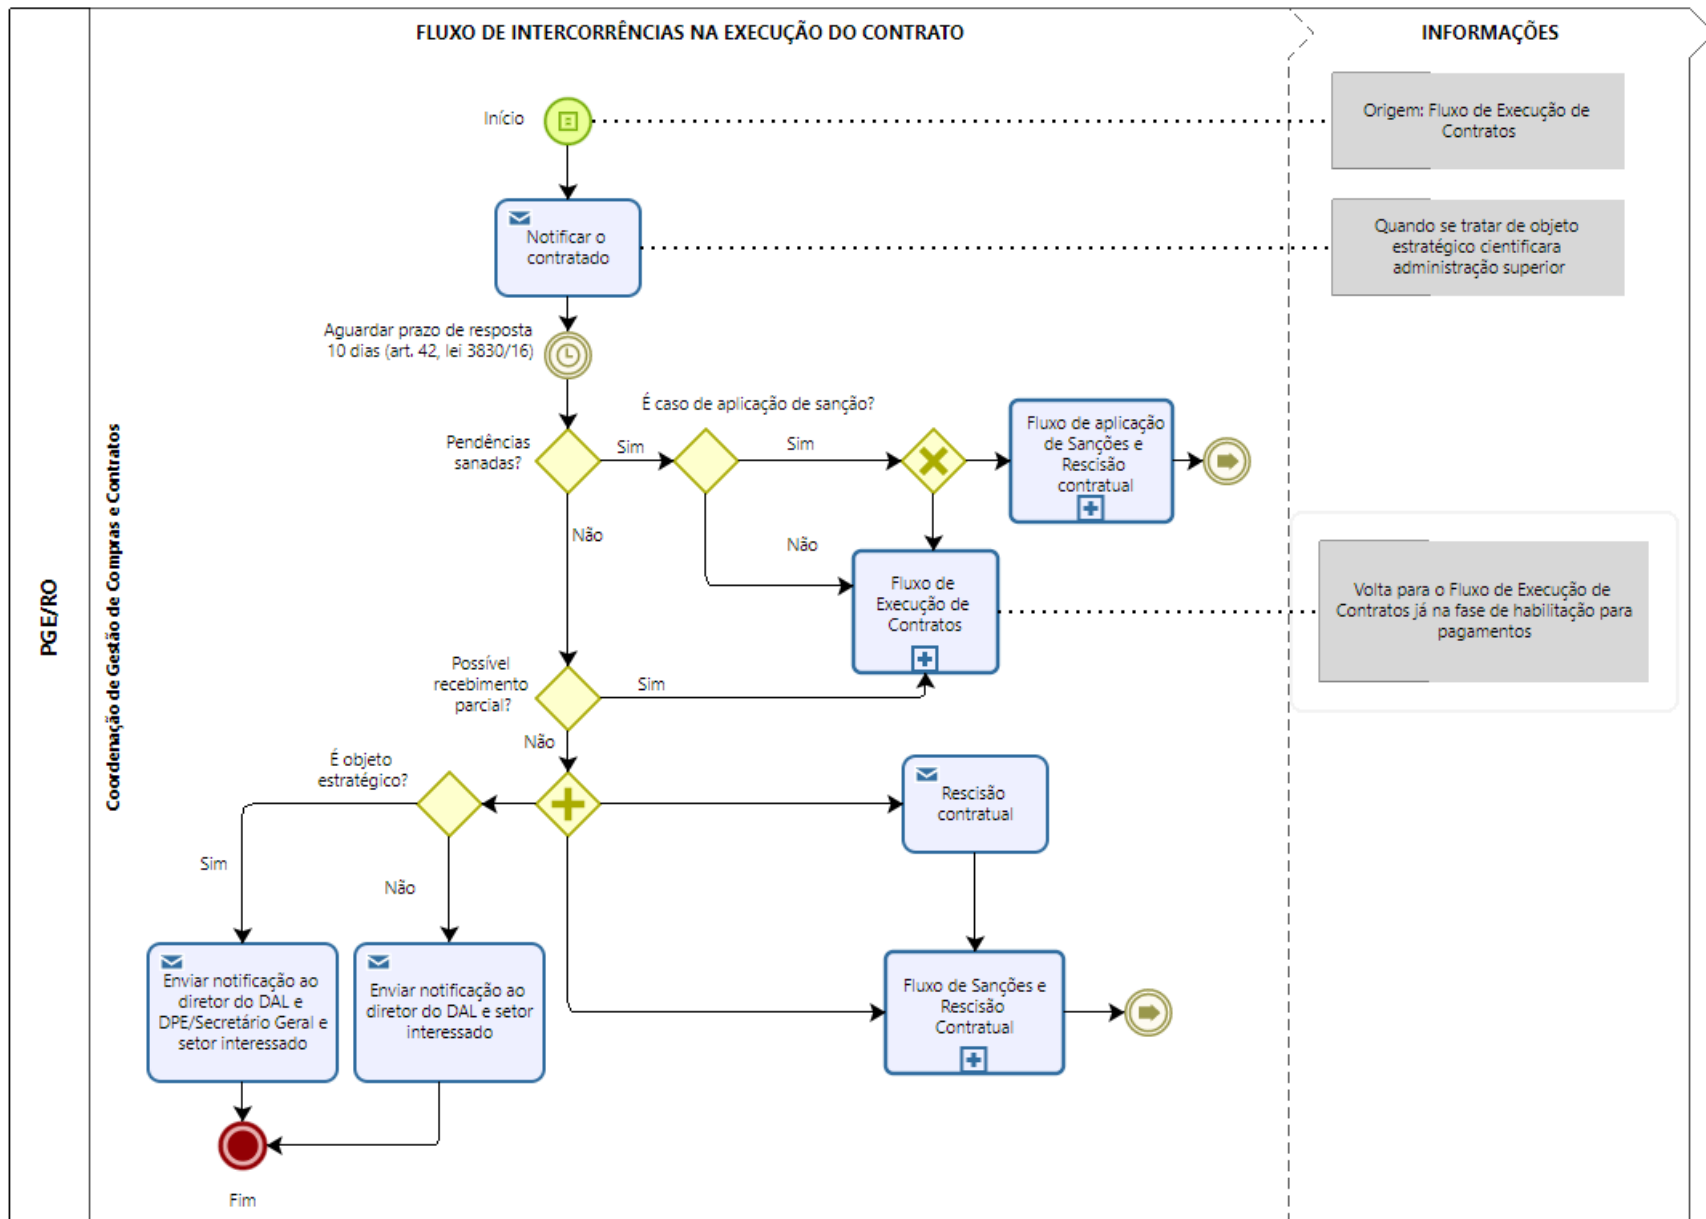 FLUXO DE INTERCORRÊNCIAS NA EXECUÇÃO DO CONTRATO
INFORMAÇÕES
PGE/RO
Coordenação de Gestão de Compras e Contratos
Início
Origem: Fluxo de Execução de
Contratos
Notificar o
contratado
Quando se tratar de objeto
estratégico cientificara
administração superior
Aguardar prazo de resposta
10 dias (art. 42, lei 3830/16)
É caso de aplicação de sanção?
Pendências
sanadas?
Sim
Sim
Fluxo de aplicação
de Sanções e
Rescisão
contratual
Não
Não
Fluxo de
Execução de
Contratos
Volta para o Fluxo de Execução de
Contratos já na fase de habilitação para
pagamentos
Possível
recebimento
parcial?
Sim
Não
É objeto
estratégico?
Rescisão
contratual
Sim
Não
Enviar notificação ao
diretor do DAL e
DPE/Secretário Geral e
setor interessado
Enviar notificação ao
diretor do DAL e setor
interessado
Fluxo de Sanções e
Rescisão
Contratual
Fim